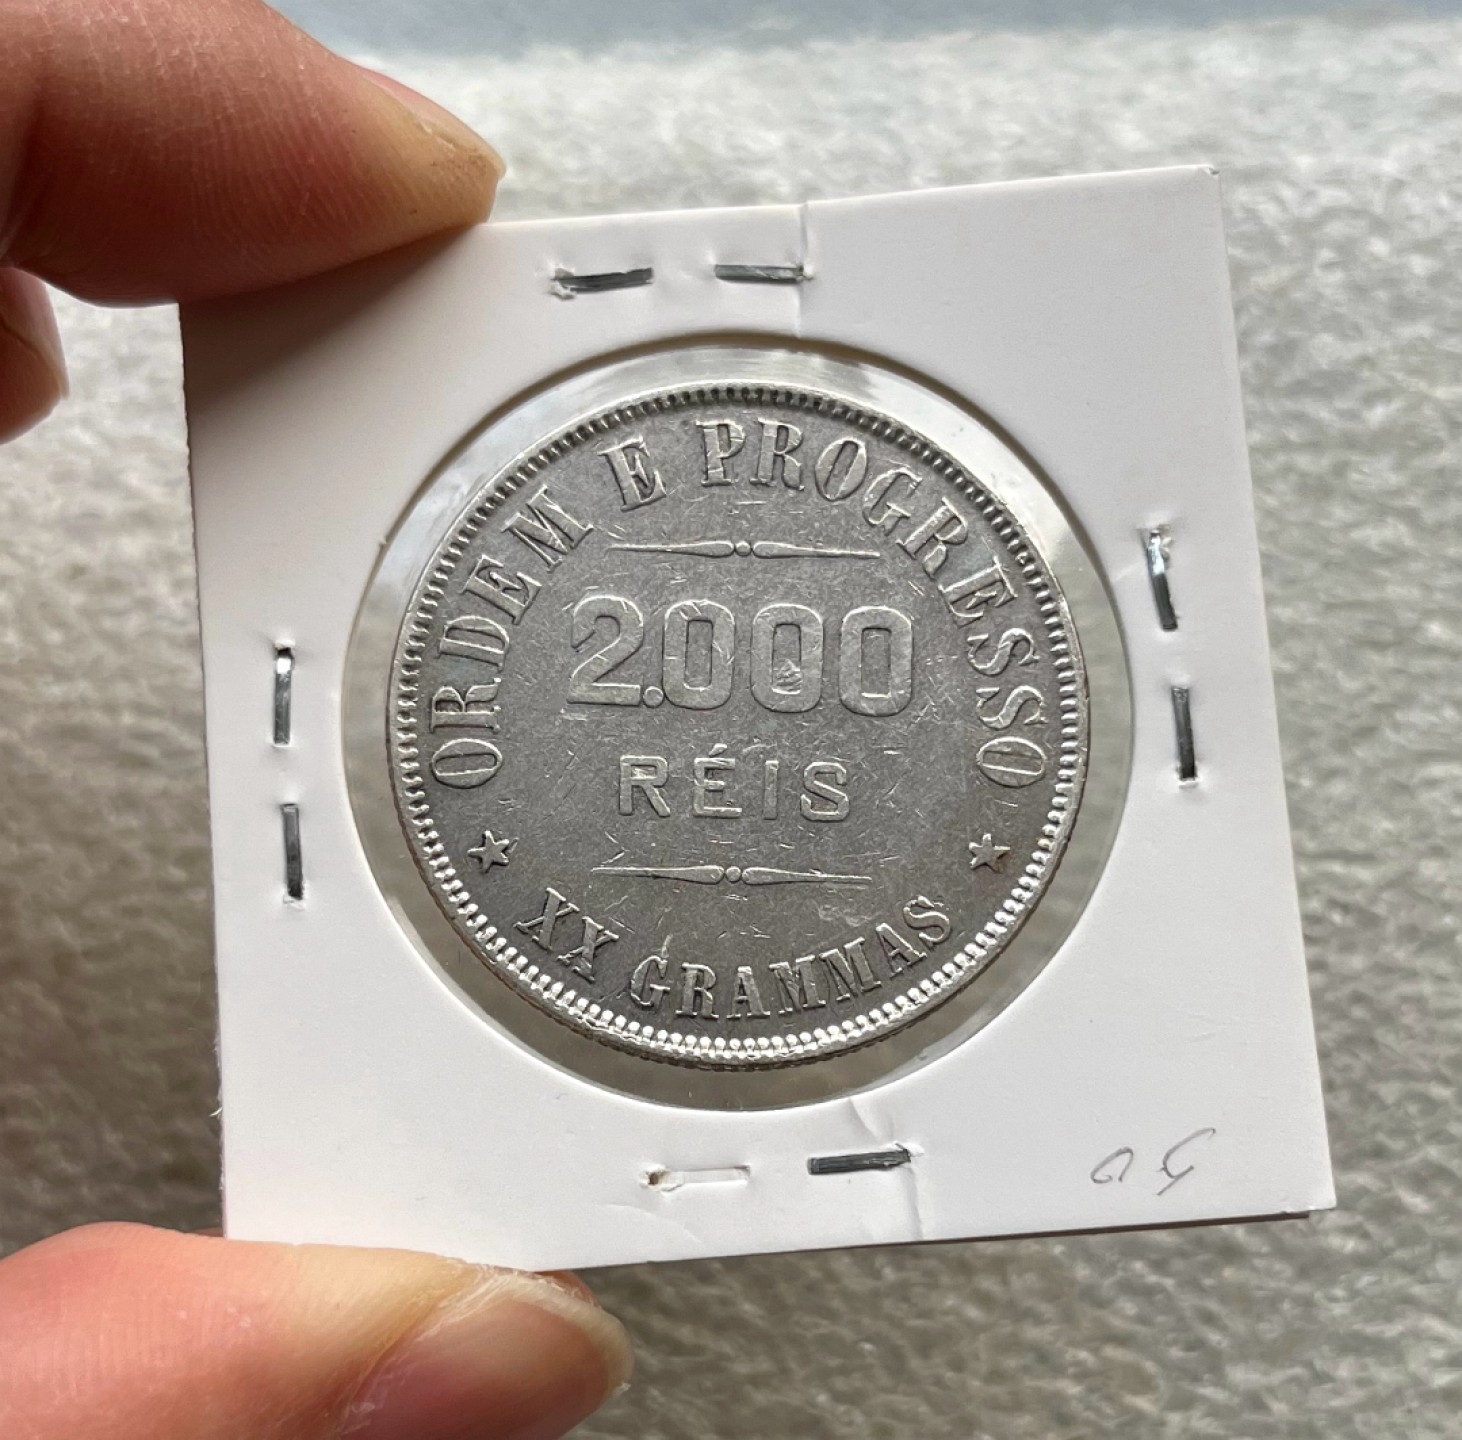 ORDEM E PROGRESSO
2.000
RÉIS
XX GRAMMAS